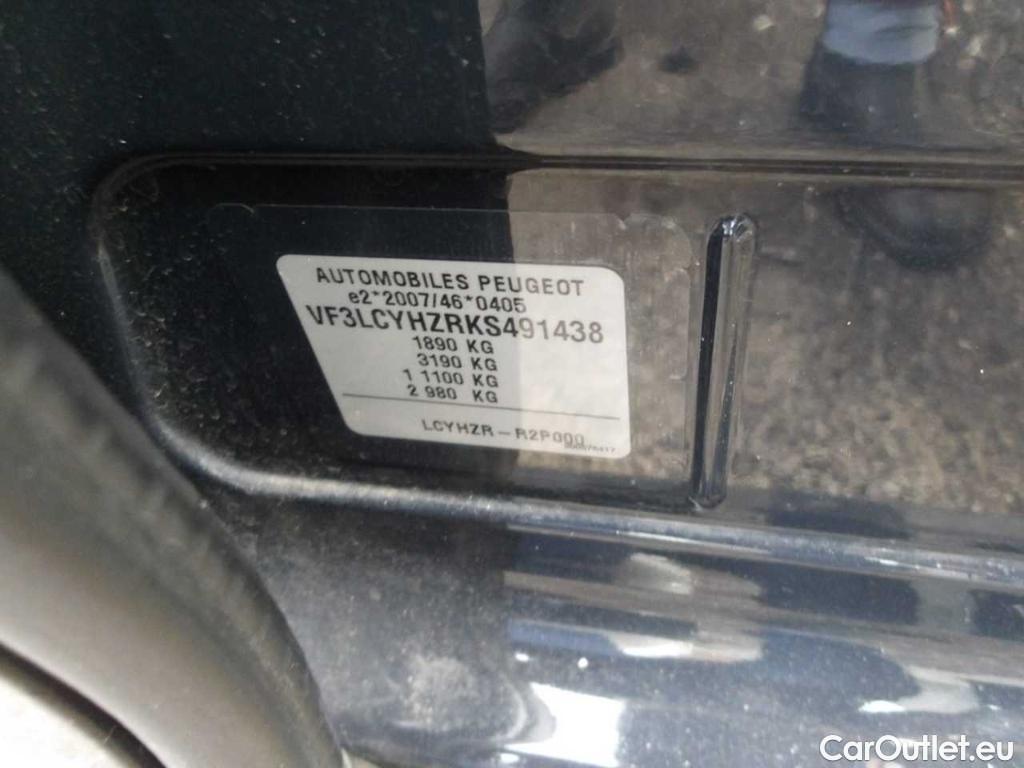 AUTOMOBILES PEUGEOT
e2*2007/46*0405
VF3LCYHZRKS491438
1890 KG
3190 KG
1 1100 KG
2 980 KG
LCYHZR - R2P000
CarOutlet.eu